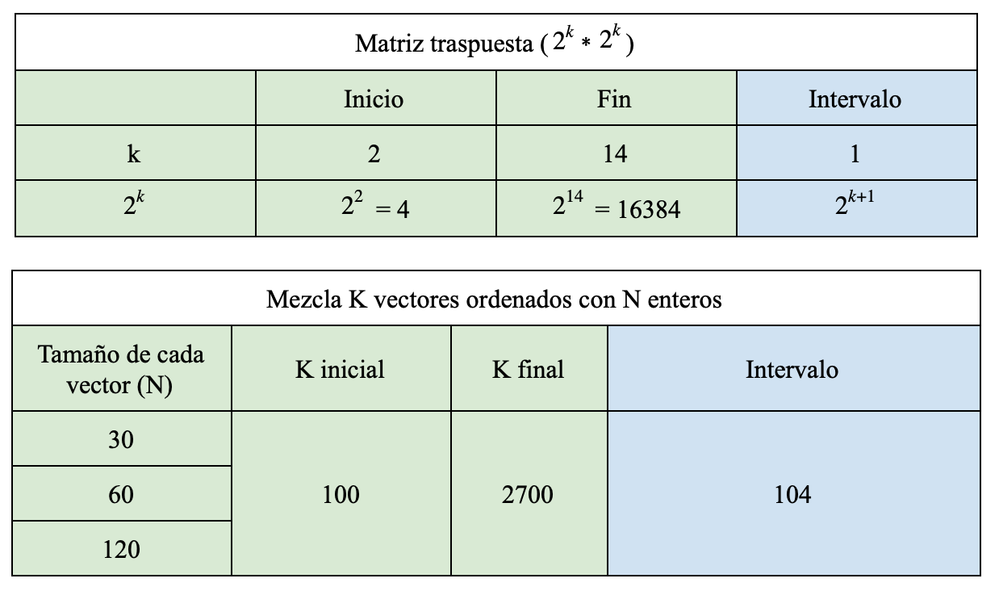 Matriz traspuesta (2^k * 2^k)
Inicio Fin Intervalo
k 2 14 1
2^k 2^2 = 4 2^14 = 16384 2^k+1
Mezcla K vectores ordenados con N enteros
Tamaño de cada
vector (N)
K inicial K final Intervalo
30
60 100 2700 104
120